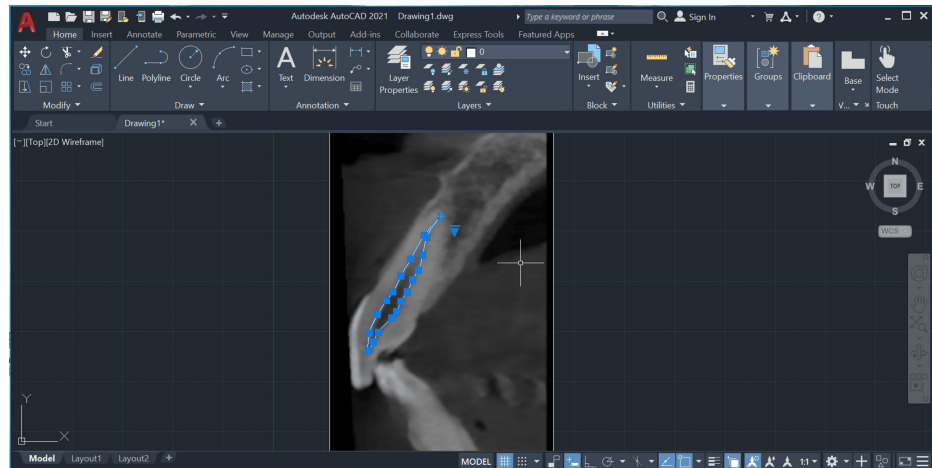 Autodesk AutoCAD 2021 Drawing1.dwg Type a keyword or phrase Sign In
Home Insert Annotate Parametric View Manage Output Add-ins Collaborate Express Tools Featured Apps
Line Polyline Circle Arc Text Dimension Layer Properties 0 Insert Measure Properties Groups Clipboard Base Select Mode
Modify Draw Annotation Layers Block Utilities V... Touch
Start Drawing1* X +
[−][Top][2D Wireframe]
N
W TOP E
S
WCS
Y
X
Model Layout1 Layout2 +
MODEL 1:1